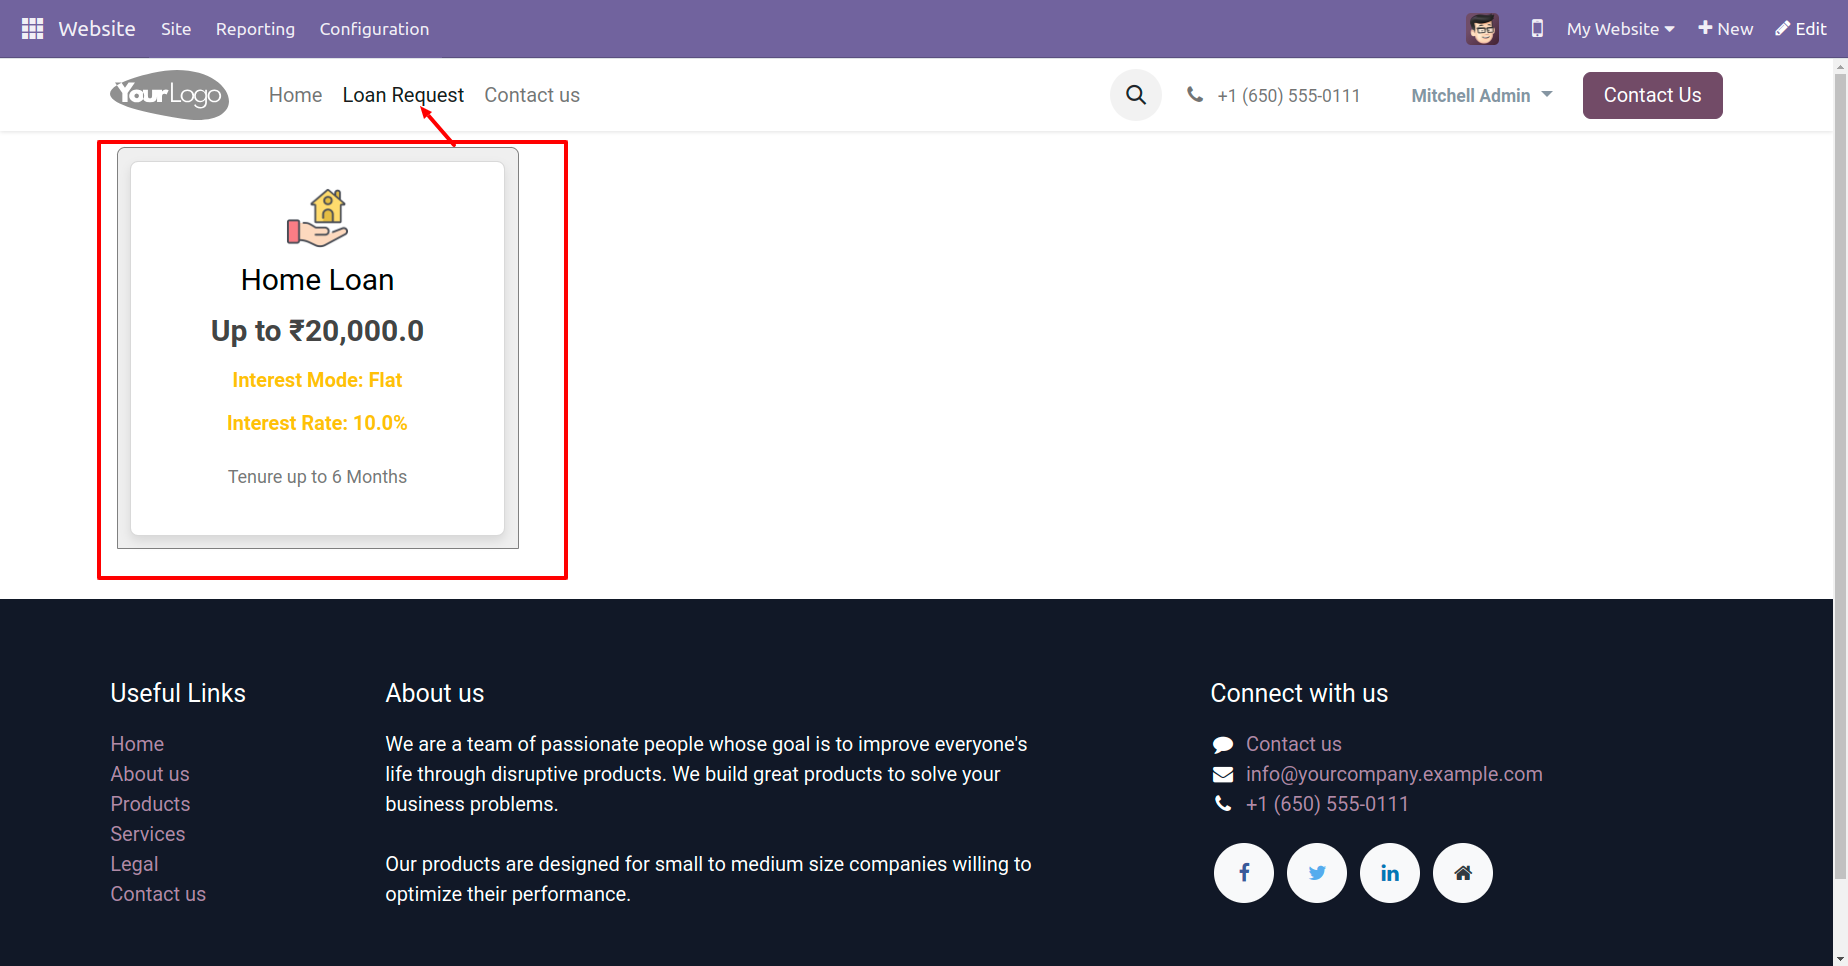 Website Site Reporting Configuration My Website New Edit
YourLogo Home Loan Request Contact us +1 (650) 555-0111 Mitchell Admin Contact Us
Home Loan
Up to ₹20,000.0
Interest Mode: Flat
Interest Rate: 10.0%
Tenure up to 6 Months
Useful Links
Home
About us
Products
Services
Legal
Contact us
About us
We are a team of passionate people whose goal is to improve everyone's
life through disruptive products. We build great products to solve your
business problems.
Our products are designed for small to medium size companies willing to
optimize their performance.
Connect with us
Contact us
info@yourcompany.example.com
+1 (650) 555-0111